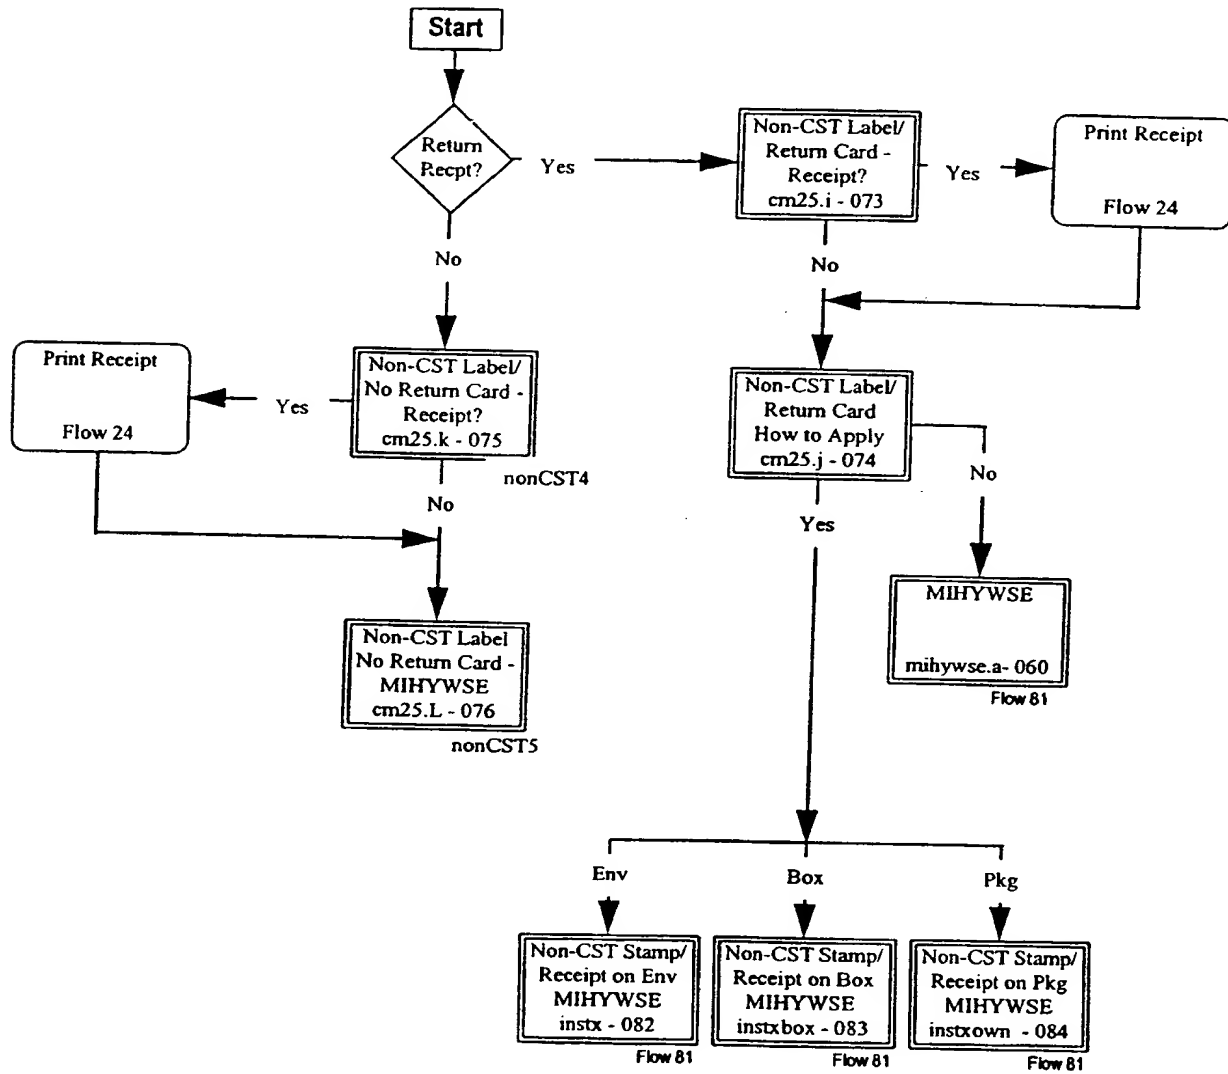 Start
Return
Recpt?
Yes
Non-CST Label/
Return Card -
Receipt?
cm25.i - 073
Yes
Print Receipt
Flow 24
No
No
Print Receipt
Flow 24
Yes
Non-CST Label/
No Return Card -
Receipt?
cm25.k - 075
nonCST4
Non-CST Label/
Return Card
How to Apply
cm25.j - 074
No
No
Yes
Non-CST Label
No Return Card -
MIHYWSE
cm25.L - 076
nonCST5
MIHYWSE
mihywse.a- 060
Flow 81
Env
Box
Pkg
Non-CST Stamp/
Receipt on Env
MIHYWSE
instx - 082
Flow 81
Non-CST Stamp/
Receipt on Box
MIHYWSE
instxbox - 083
Flow 81
Non-CST Stamp/
Receipt on Pkg
MIHYWSE
instxown - 084
Flow 81